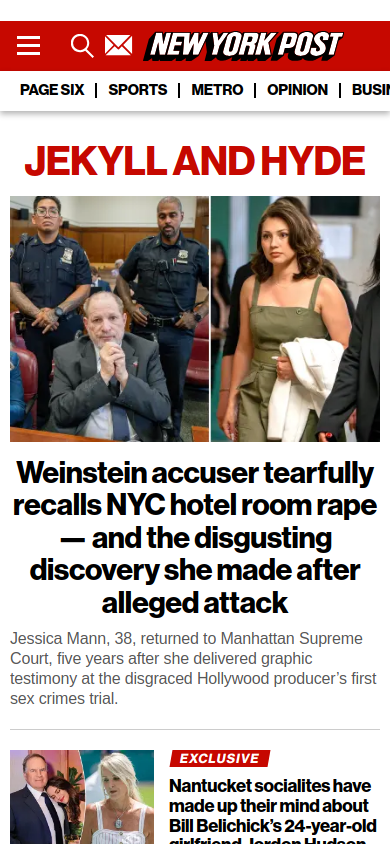 NEW YORK POST
PAGE SIX | SPORTS | METRO | OPINION |
JEKYLL AND HYDE
Weinstein accuser tearfully
recalls NYC hotel room rape
— and the disgusting
discovery she made after
alleged attack
Jessica Mann, 38, returned to Manhattan Supreme
Court, five years after she delivered graphic
testimony at the disgraced Hollywood producer's first
sex crimes trial.
EXCLUSIVE
Nantucket socialites have
made up their mind about
Bill Belichick's 24-year-old
girlfriend Jordon Hudson